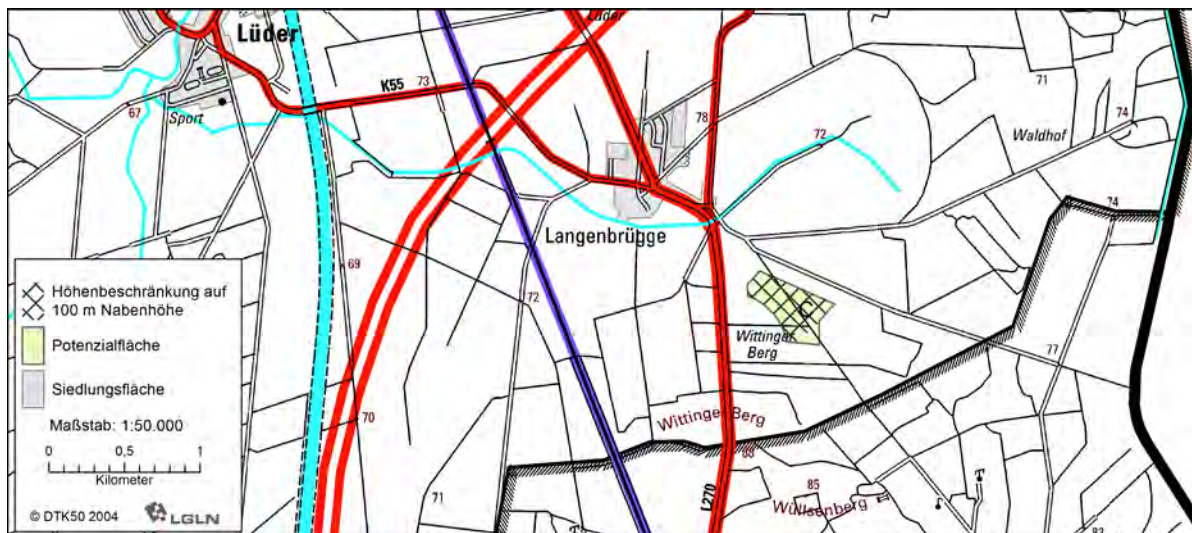 Lüder
Lüder
K55
73
71
67
Sport
78
72
74
Waldhof
74
Langenbrügge
69
72
Wittinger
Berg
77
70
Wittinger Berg
83
71
L270
85
Wüllsenberg
Höhenbeschränkung auf
100 m Nabenhöhe
Potenzialfläche
Siedlungsfläche
Maßstab: 1:50.000
0 0,5 1
Kilometer
© DTK50 2004 LGLN